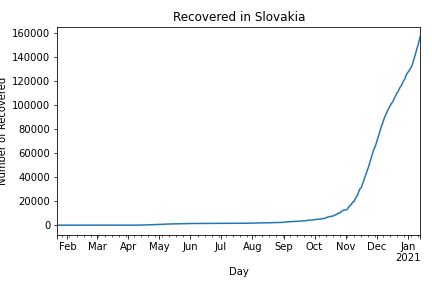 Recovered in Slovakia
160000
140000
120000
100000
80000
60000
40000
20000
0
Number of Recovered
Feb Mar Apr May Jun Jul Aug Sep Oct Nov Dec Jan
2021
Day